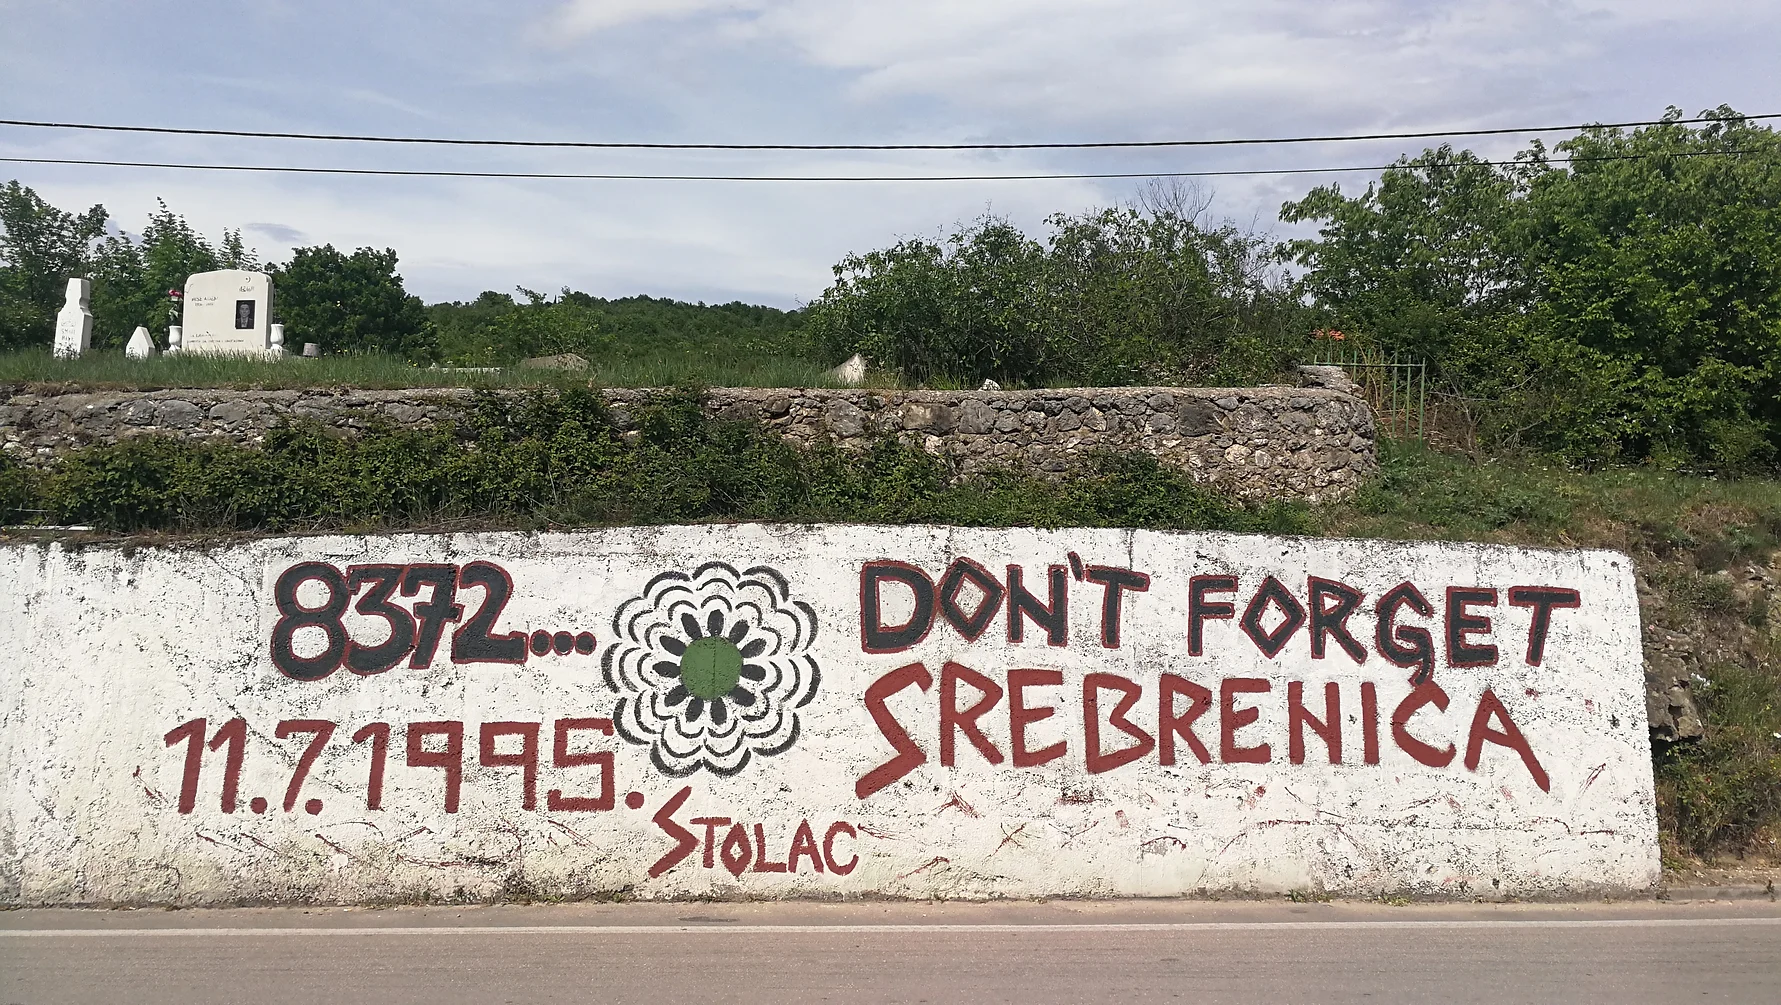 8372...
11.7.1995.
DON'T FORGET
SREBRENICA
STOLAC